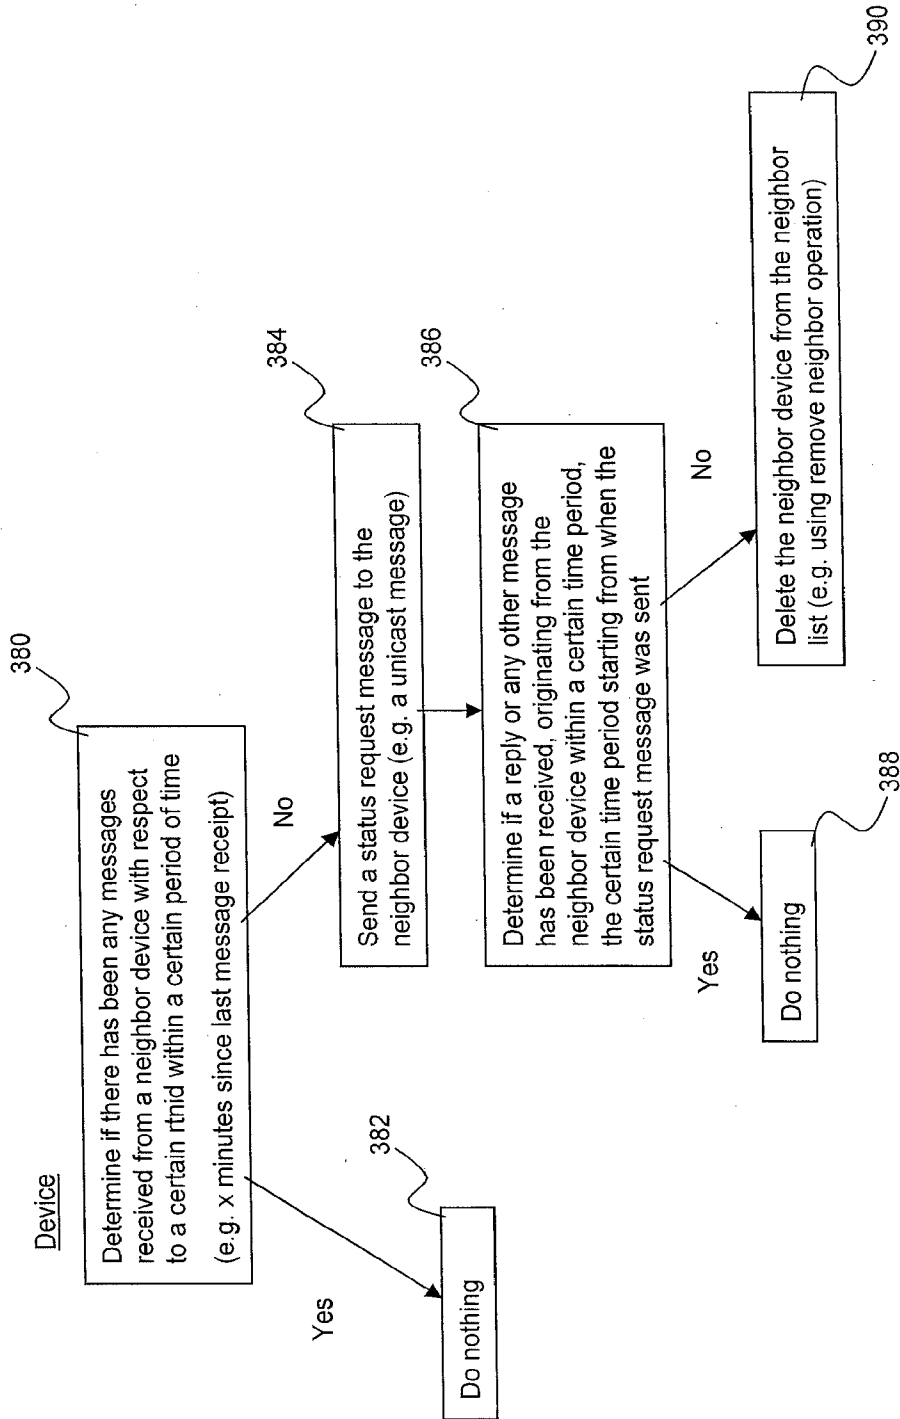 Device
380
Determine if there has been any messages
received from a neighbor device with respect
to a certain rtnid within a certain period of time
(e.g. x minutes since last message receipt)
Yes
No
382
Do nothing
384
Send a status request message to the
neighbor device (e.g. a unicast message)
386
Determine if a reply or any other message
has been received, originating from the
neighbor device within a certain time period,
the certain time period starting from when the
status request message was sent
Yes
No
Do nothing
388
Delete the neighbor device from the neighbor
list (e.g. using remove neighbor operation)
390